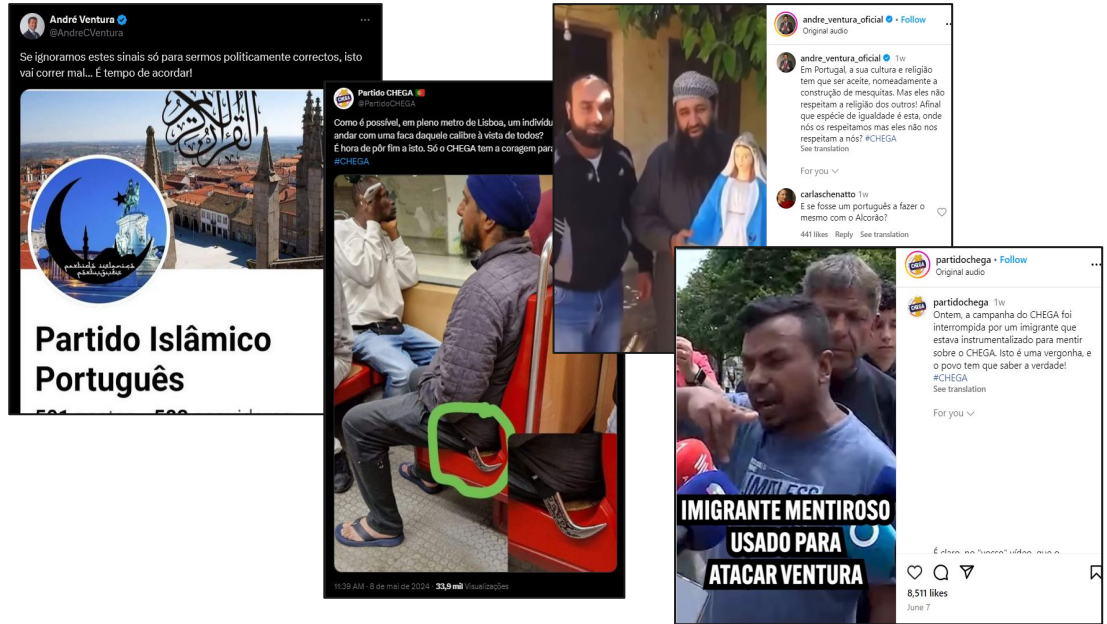 André Ventura
@AndreCVentura
Se ignoramos estes sinais só para sermos politicamente correctos, isto
vai correr mal... É tempo de acordar!
partido islâmico
português
Partido Islâmico
Português
Partido CHEGA
@PartidoCHEGA
Como é possível, em pleno metro de Lisboa, um indivídu
andar com uma faca daquele calibre à vista de todos?
É hora de pôr fim a isto. Só o CHEGA tem a coragem para
#CHEGA
11:39 AM · 8 de mai de 2024 · 33,9 mil Visualizações
andre_ventura_oficial • Follow
Original audio
andre_ventura_oficial 1w
Em Portugal, a sua cultura e religião
tem que ser aceite, nomeadamente a
construção de mesquitas. Mas eles não
respeitam a religião dos outros! Afinal
que espécie de igualdade é esta, onde
nós os respeitamos mas eles não nos
respeitam a nós? #CHEGA
See translation
For you
carlaschenatto 1w
E se fosse um português a fazer o
mesmo com o Alcorão?
441 likes Reply See translation
partidochega • Follow
Original audio
partidochega 1w
Ontem, a campanha do CHEGA foi
interrompida por um imigrante que
estava instrumentalizado para mentir
sobre o CHEGA. Isto é uma vergonha, e
o povo tem que saber a verdade!
#CHEGA
See translation
For you
É claro, no "vosso" vídeo, que o
8,511 likes
June 7
IMIGRANTE MENTIROSO
USADO PARA
ATACAR VENTURA